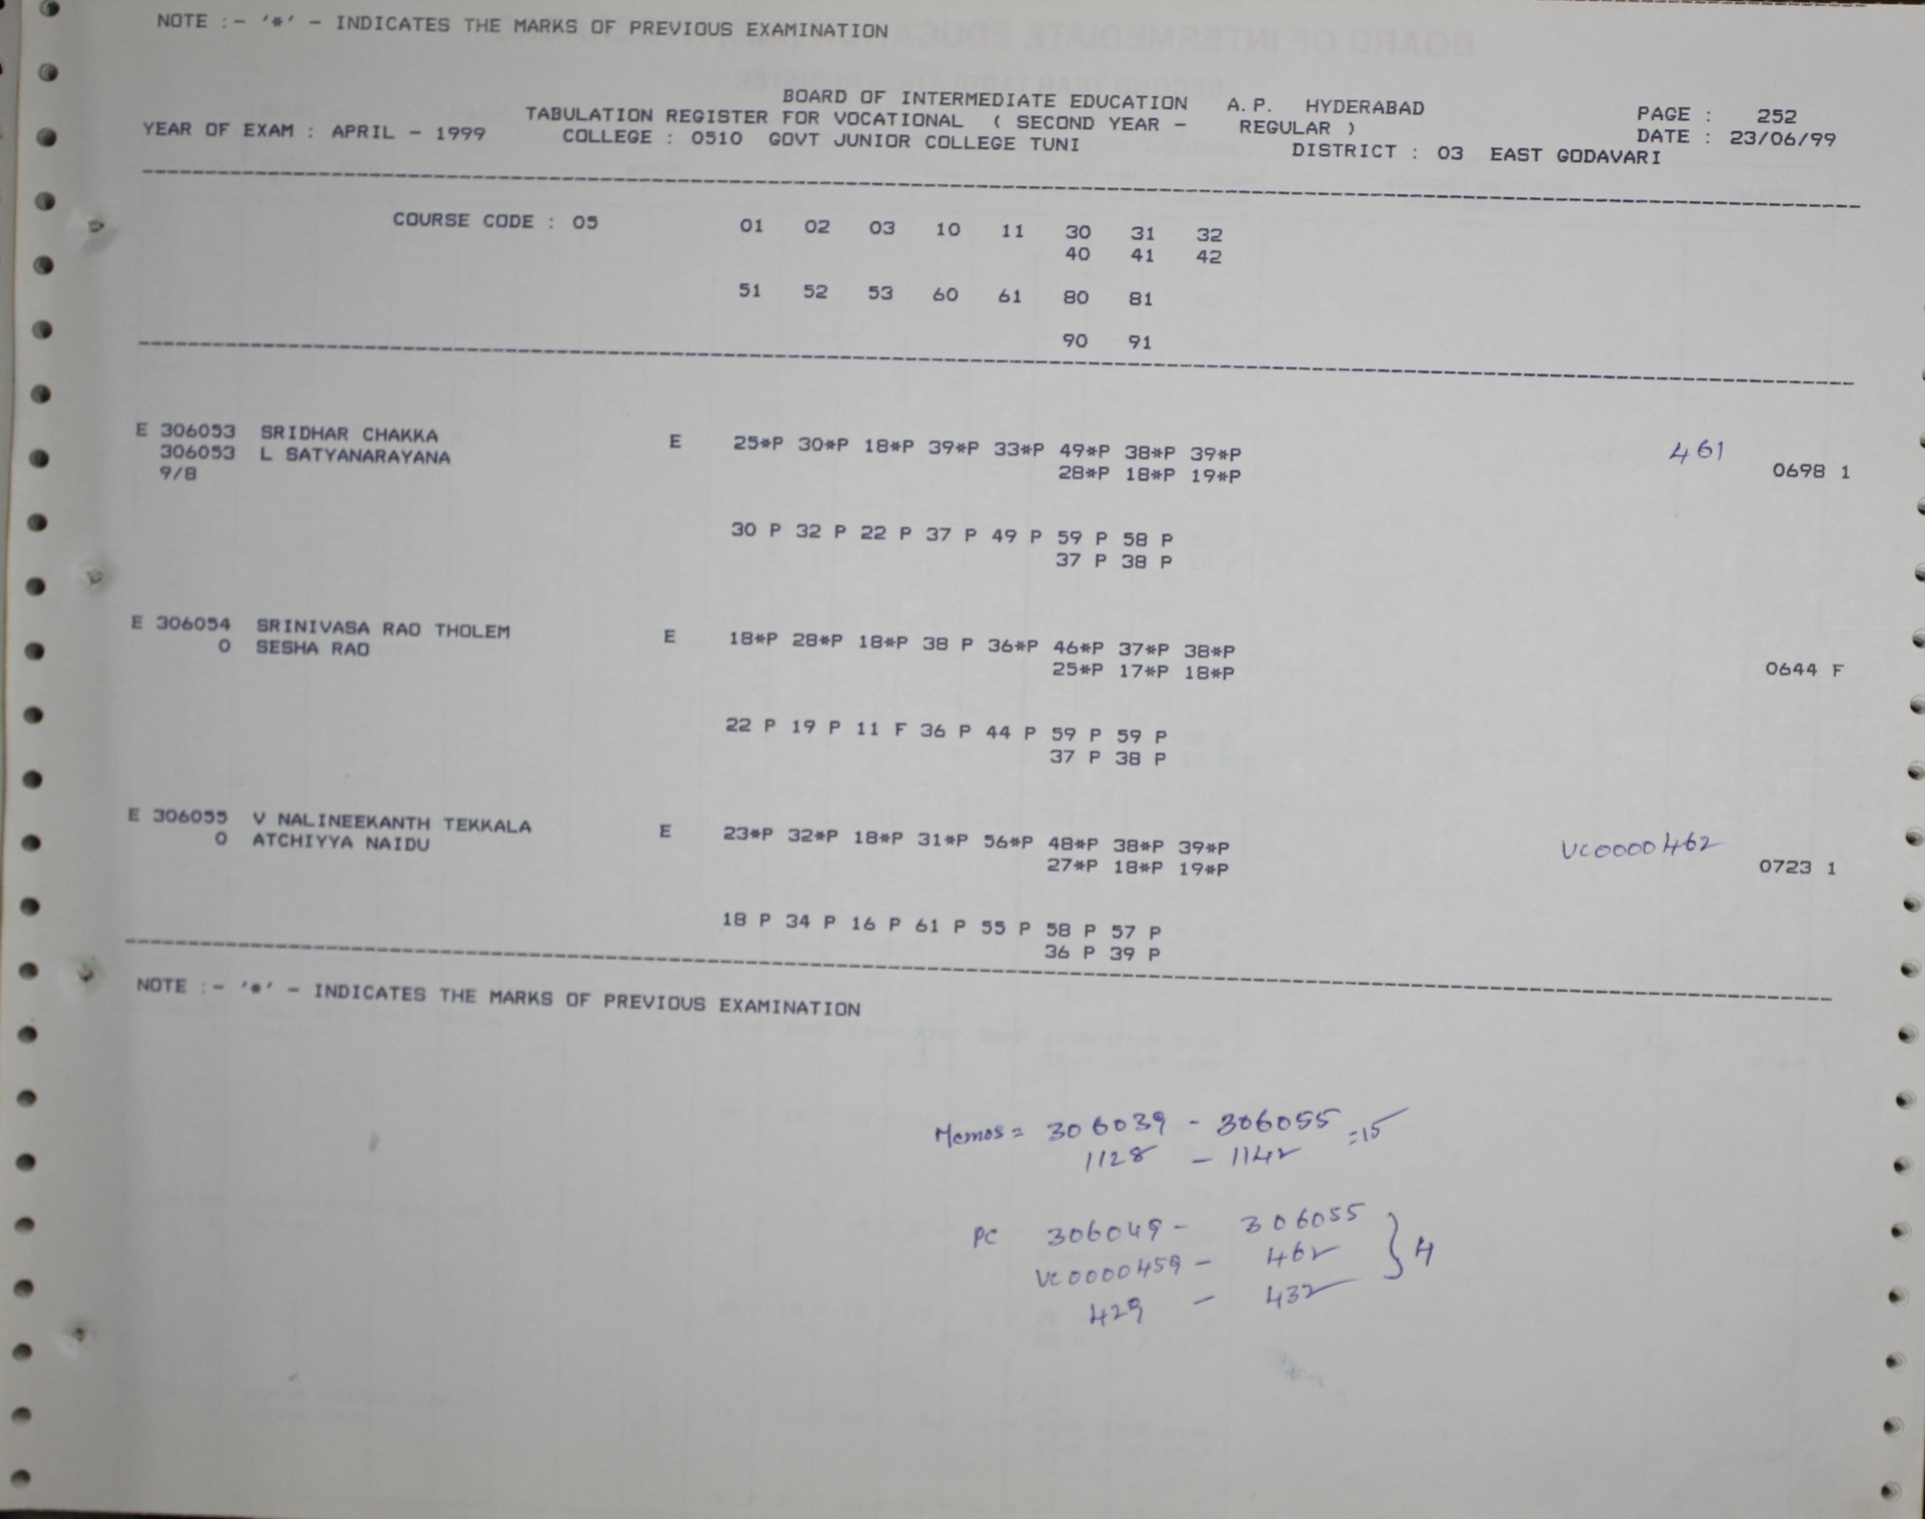 NOTE :- '*' - INDICATES THE MARKS OF PREVIOUS EXAMINATION
BOARD OF INTERMEDIATE EDUCATION A.P. HYDERABAD
TABULATION REGISTER FOR VOCATIONAL ( SECOND YEAR - REGULAR ) PAGE : 252
YEAR OF EXAM : APRIL - 1999 COLLEGE : 0510 GOVT JUNIOR COLLEGE TUNI DISTRICT : 03 EAST GODAVARI DATE : 23/06/99
COURSE CODE : 05 01 02 03 10 11 30 31 32
40 41 42
51 52 53 60 61 80 81
90 91
E 306053 SRIDHAR CHAKKA E 25*P 30*P 18*P 39*P 33*P 49*P 38*P 39*P 461
306053 L SATYANARAYANA 28*P 18*P 19*P 0698 1
9/8
30 P 32 P 22 P 37 P 49 P 59 P 58 P
37 P 38 P
E 306054 SRINIVASA RAO THOLEM E 18*P 28*P 18*P 38 P 36*P 46*P 37*P 38*P
0 SESHA RAO 25*P 17*P 18*P 0644 F
22 P 19 P 11 F 36 P 44 P 59 P 59 P
37 P 38 P
E 306055 V NALINEEKANTH TEKKALA E 23*P 32*P 18*P 31*P 56*P 48*P 38*P 39*P VC0000462
0 ATCHIYYA NAIDU 27*P 18*P 19*P 0723 1
18 P 34 P 16 P 61 P 55 P 58 P 57 P
36 P 39 P
NOTE :- '*' - INDICATES THE MARKS OF PREVIOUS EXAMINATION
Memos = 306039 - 306055 =15
1128 - 1142
PC 306049 - 306055
VC0000459 - 462 } 4
429 - 432